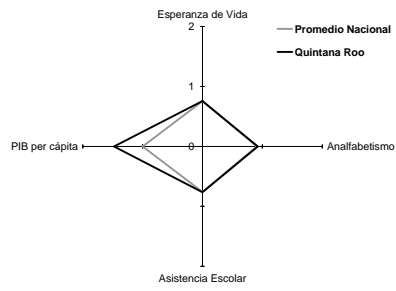 Esperanza de Vida
2
Promedio Nacional
Quintana Roo
1
PIB per cápita
0
Analfabetismo
Asistencia Escolar